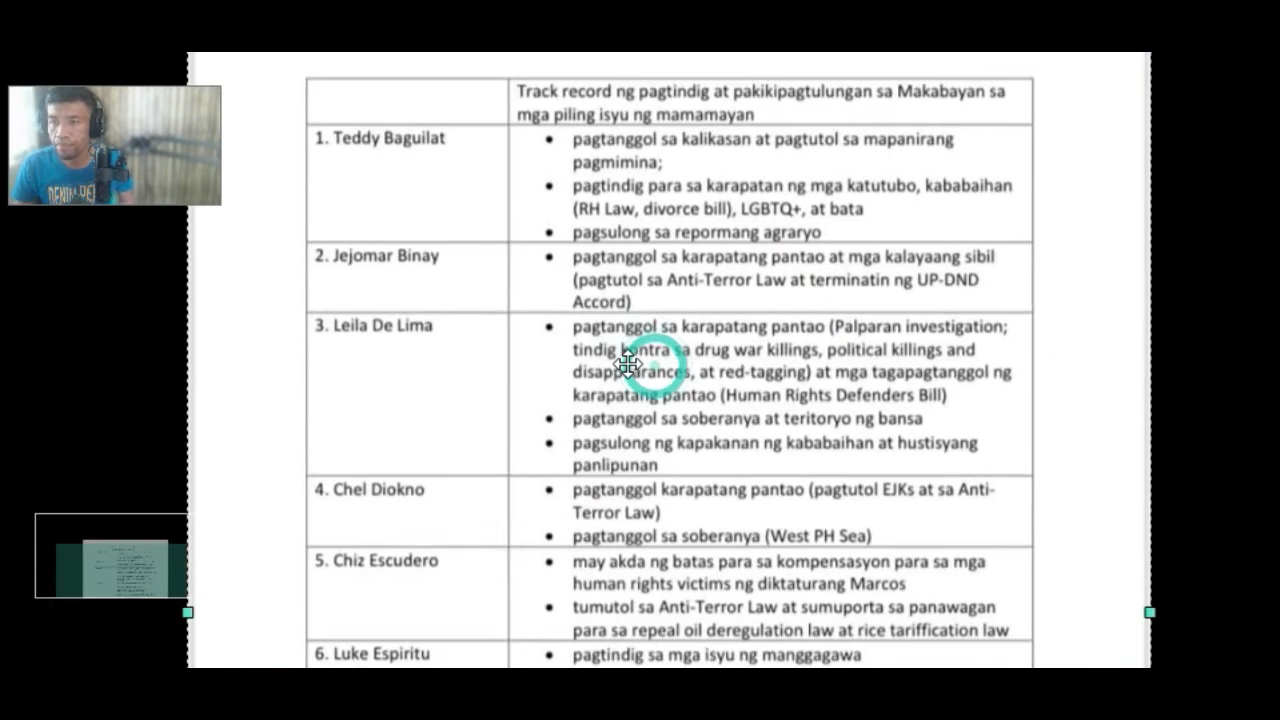 Track record ng pagtindig at pakikipagtulungan sa Makabayan sa
mga piling isyu ng mamamayan
1. Teddy Baguilat
• pagtanggol sa kalikasan at pagtutol sa mapanirang
pagmimina;
• pagtindig para sa karapatan ng mga katutubo, kababaihan
(RH Law, divorce bill), LGBTQ+, at bata
• pagsulong sa repormang agraryo
2. Jejomar Binay
• pagtanggol sa karapatang pantao at mga kalayaang sibil
(pagtutol sa Anti-Terror Law at terminatin ng UP-DND
Accord)
3. Leila De Lima
• pagtanggol sa karapatang pantao (Palparan investigation;
tindig kontra sa drug war killings, political killings and
disappearances, at red-tagging) at mga tagapagtanggol ng
karapatang pantao (Human Rights Defenders Bill)
• pagtanggol sa soberanya at teritoryo ng bansa
• pagsulong ng kapakanan ng kababaihan at hustisyang
panlipunan
4. Chel Diokno
• pagtanggol karapatang pantao (pagtutol EJKs at sa Anti-
Terror Law)
• pagtanggol sa soberanya (West PH Sea)
5. Chiz Escudero
• may akda ng batas para sa kompensasyon para sa mga
human rights victims ng diktaturang Marcos
• tumutol sa Anti-Terror Law at sumuporta sa panawagan
para sa repeal oil deregulation law at rice tariffication law
6. Luke Espiritu
• pagtindig sa mga isyu ng manggagawa